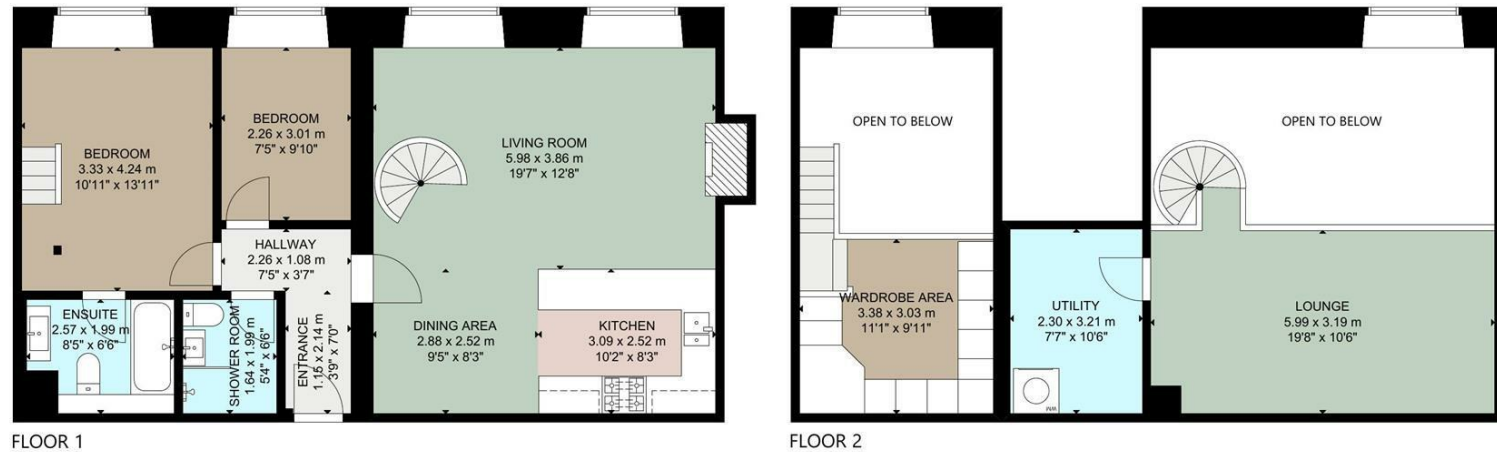 BEDROOM
3.33 x 4.24 m
10'11" x 13'11"
BEDROOM
2.26 x 3.01 m
7'5" x 9'10"
LIVING ROOM
5.98 x 3.86 m
19'7" x 12'8"
HALLWAY
2.26 x 1.08 m
7'5" x 3'7"
ENSUITE
2.57 x 1.99 m
8'5" x 6'6"
SHOWER ROOM
1.64 x 1.99 m
5'4" x 6'6"
ENTRANCE
1.15 x 2.14 m
3'9" x 7'0"
DINING AREA
2.88 x 2.52 m
9'5" x 8'3"
KITCHEN
3.09 x 2.52 m
10'2" x 8'3"
FLOOR 1
OPEN TO BELOW
OPEN TO BELOW
WARDROBE AREA
3.38 x 3.03 m
11'1" x 9'11"
UTILITY
2.30 x 3.21 m
7'7" x 10'6"
WM
LOUNGE
5.99 x 3.19 m
19'8" x 10'6"
FLOOR 2